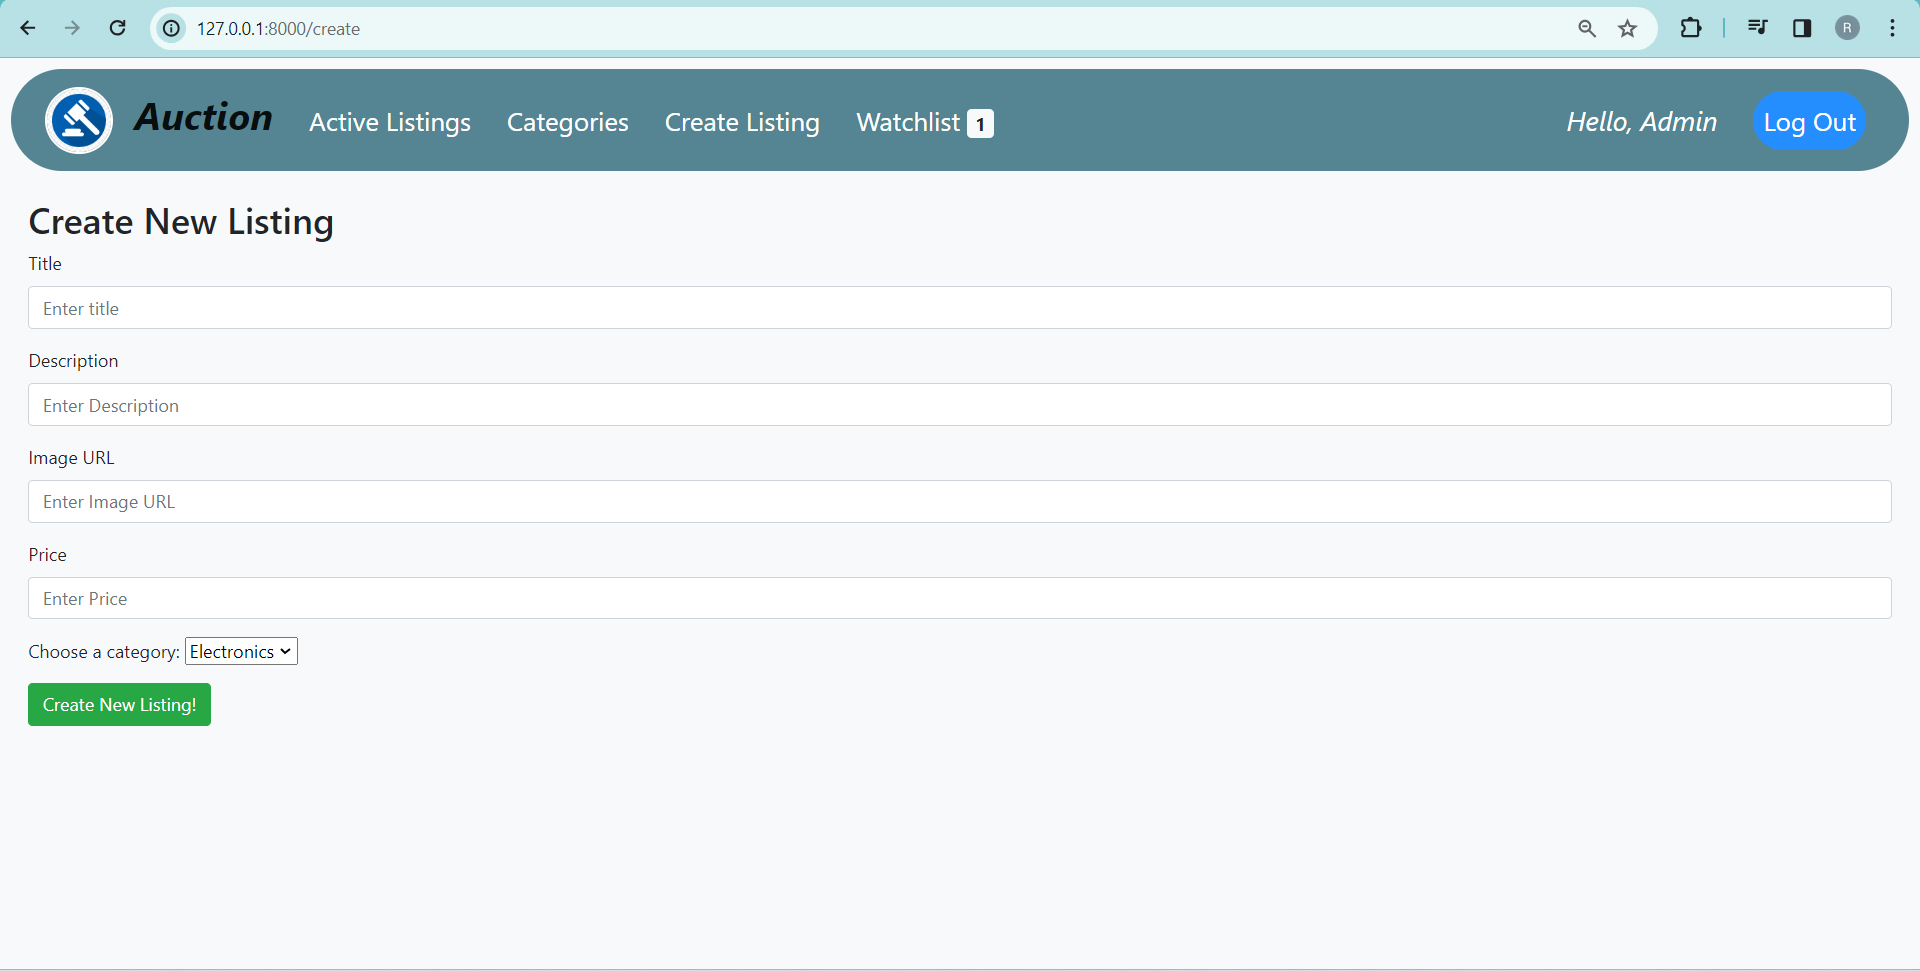 127.0.0.1:8000/create
R
Auction
Active Listings
Categories
Create Listing
Watchlist 1
Hello, Admin
Log Out
Create New Listing
Title
Enter title
Description
Enter Description
Image URL
Enter Image URL
Price
Enter Price
Choose a category: Electronics
Create New Listing!